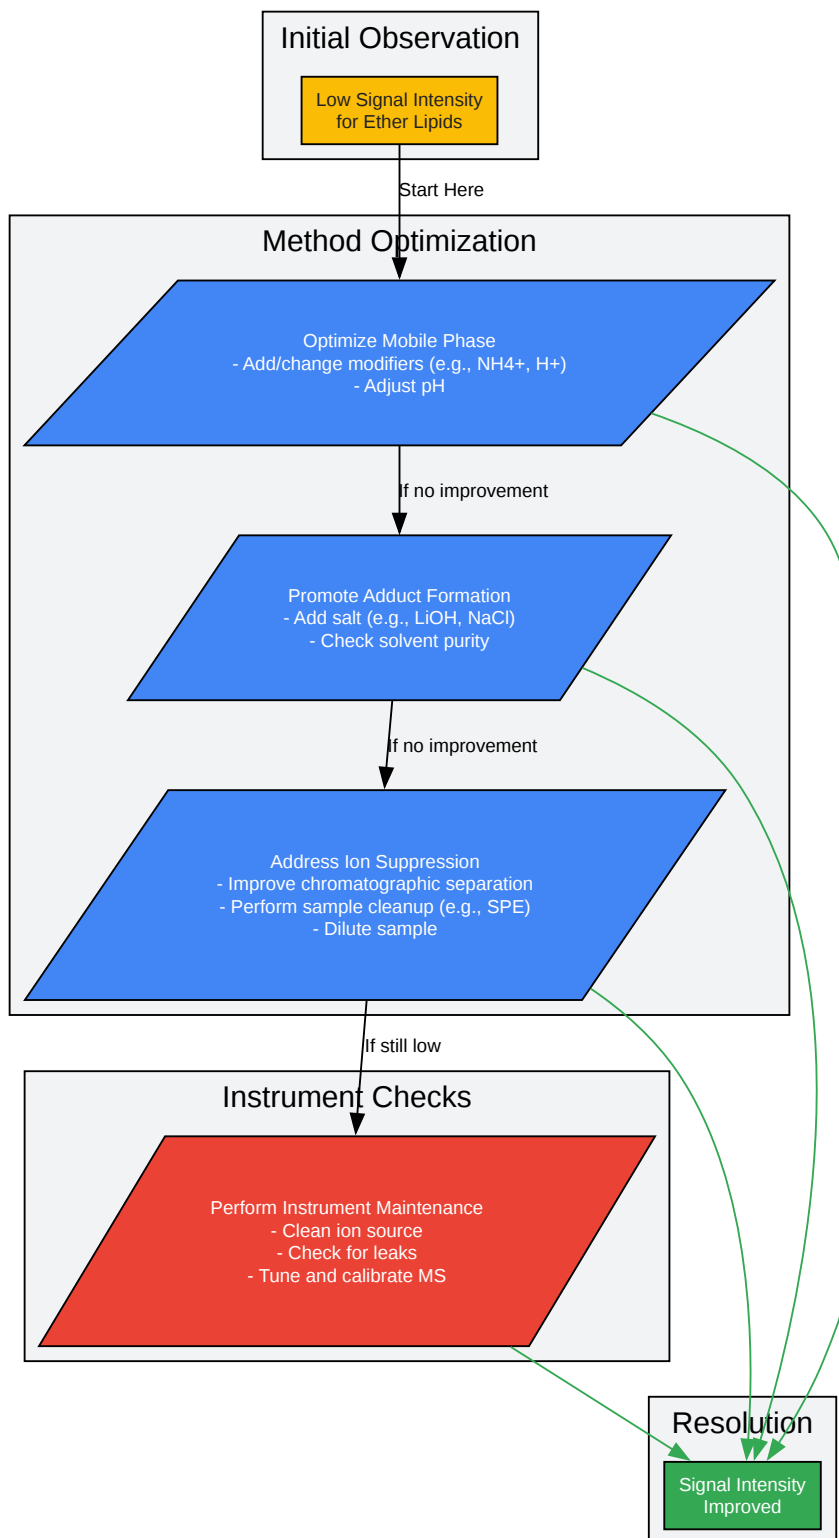 Initial Observation
Low Signal Intensity
for Ether Lipids
Start Here
Method Optimization
Optimize Mobile Phase
- Add/change modifiers (e.g., NH4+, H+)
- Adjust pH
If no improvement
Promote Adduct Formation
- Add salt (e.g., LiOH, NaCl)
- Check solvent purity
If no improvement
Address Ion Suppression
- Improve chromatographic separation
- Perform sample cleanup (e.g., SPE)
- Dilute sample
If still low
Instrument Checks
Perform Instrument Maintenance
- Clean ion source
- Check for leaks
- Tune and calibrate MS
Resolution
Signal Intensity
Improved